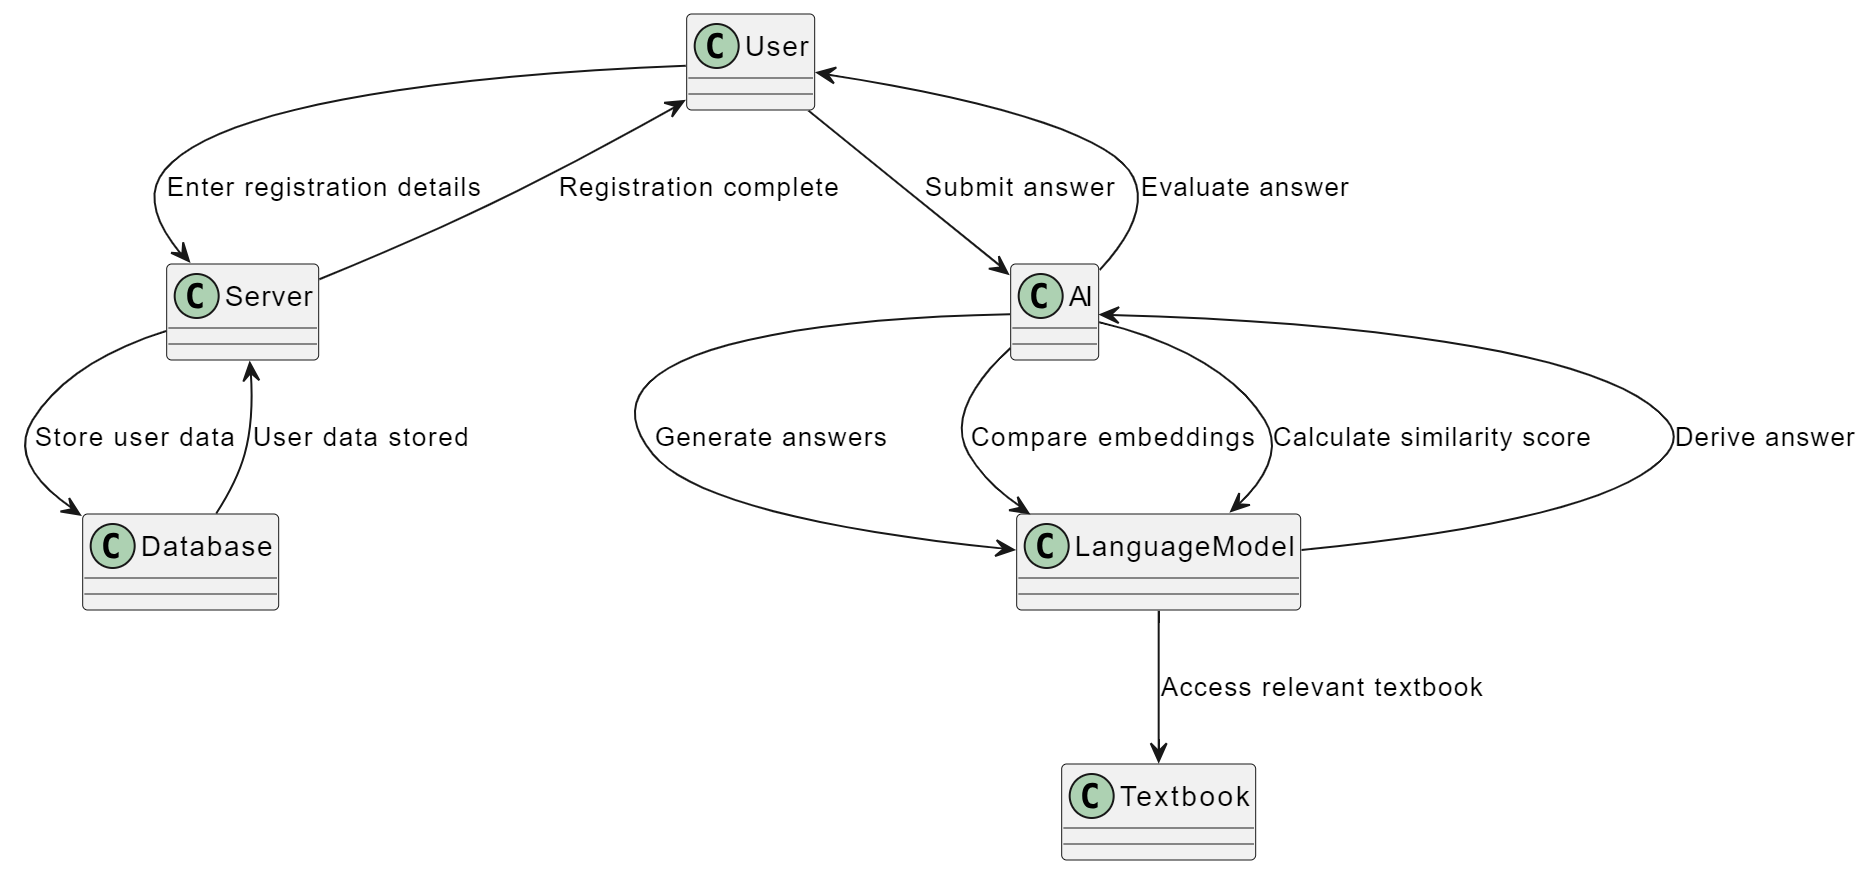 C User
Enter registration details
Registration complete
Submit answer
Evaluate answer
C Server
C AI
Store user data
User data stored
Generate answers
Compare embeddings
Calculate similarity score
Derive answer
C Database
C LanguageModel
Access relevant textbook
C Textbook